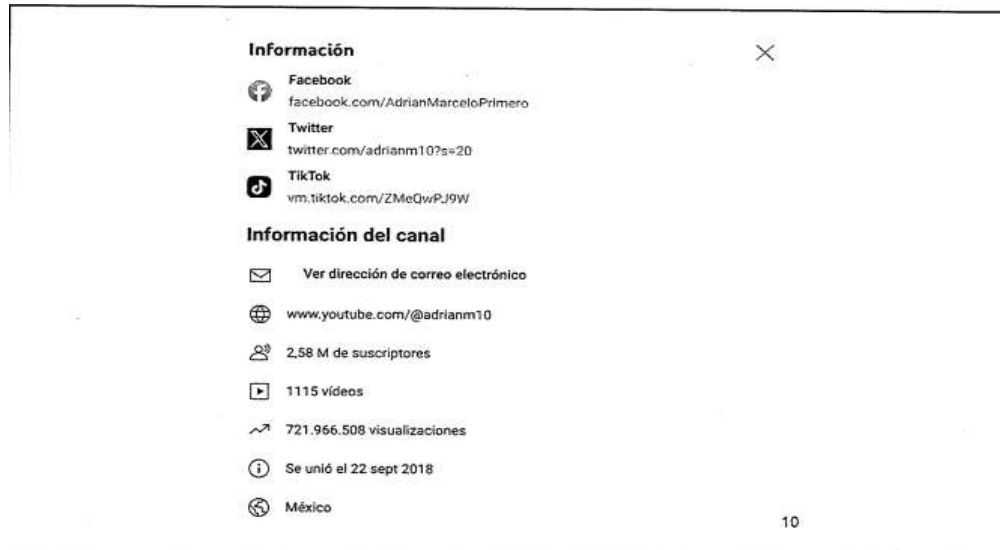 Información
Facebook
facebook.com/AdrianMarceloPrimero
Twitter
twitter.com/adrianm10?s=20
TikTok
vm.tiktok.com/ZMeQwPJ9W
Información del canal
Ver dirección de correo electrónico
www.youtube.com/@adrianm10
2,58 M de suscriptores
1115 vídeos
721.966.508 visualizaciones
Se unió el 22 sept 2018
México
10